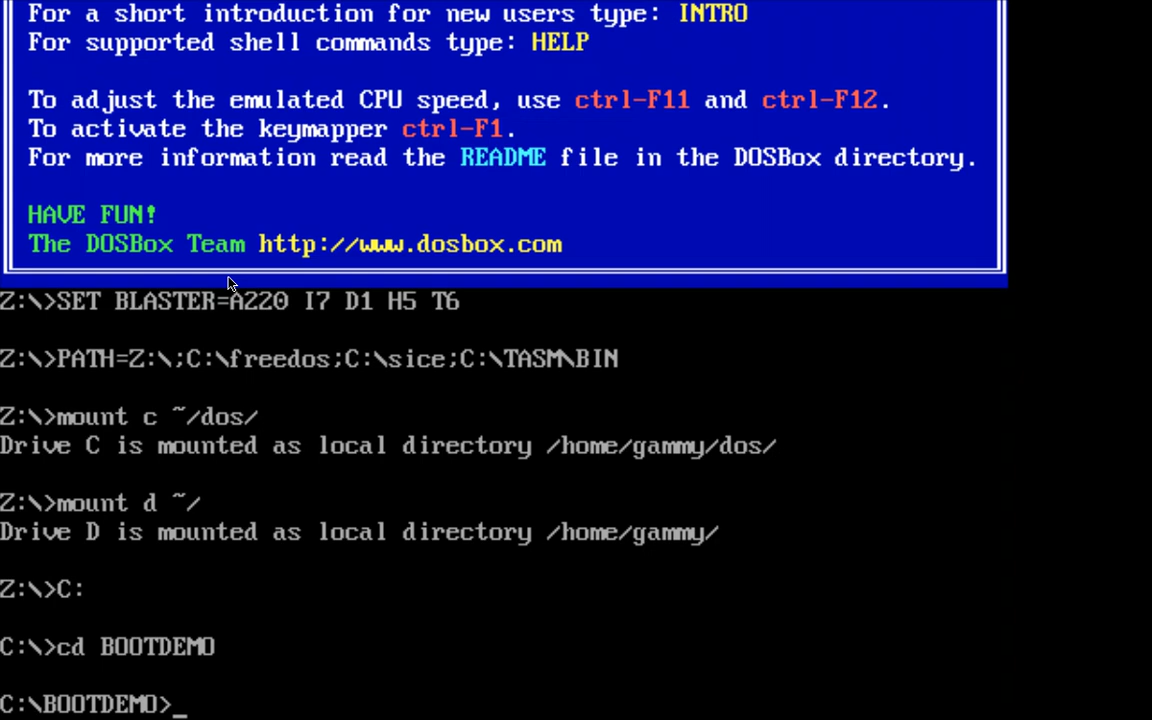 For a short introduction for new users type: INTRO
For supported shell commands type: HELP
To adjust the emulated CPU speed, use ctrl-F11 and ctrl-F12.
To activate the keymapper ctrl-F1.
For more information read the README file in the DOSBox directory.
HAVE FUN!
The DOSBox Team http://www.dosbox.com
Z:\>SET BLASTER=A220 I7 D1 H5 T6
Z:\>PATH=Z:\;C:\freedos;C:\sice;C:\TASM\BIN
Z:\>mount c ~/dos/
Drive C is mounted as local directory /home/gammy/dos/
Z:\>mount d ~/
Drive D is mounted as local directory /home/gammy/
Z:\>C:
C:\>cd BOOTDEMO
C:\BOOTDEMO>_